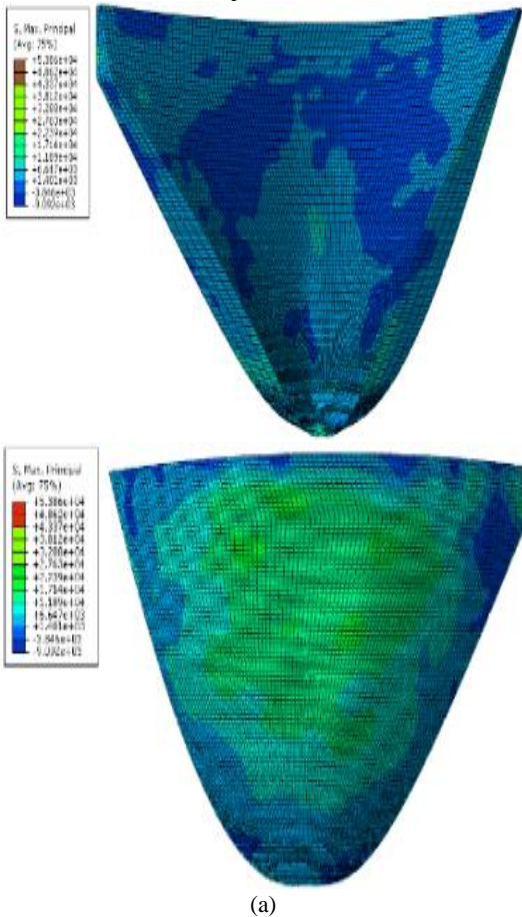 S, Max. Principal
(Avg: 75%)
+5.386e+04
+4.862e+04
+4.337e+04
+3.812e+04
+3.288e+04
+2.763e+04
+2.239e+04
+1.714e+04
+1.189e+04
+6.647e+03
+1.401e+03
-3.846e+03
-9.092e+03
S, Max. Principal
(Avg: 75%)
+5.386e+04
+4.862e+04
+4.337e+04
+3.812e+04
+3.288e+04
+2.763e+04
+2.239e+04
+1.714e+04
+1.189e+04
+6.647e+03
+1.401e+03
-3.846e+03
-9.092e+03
(a)